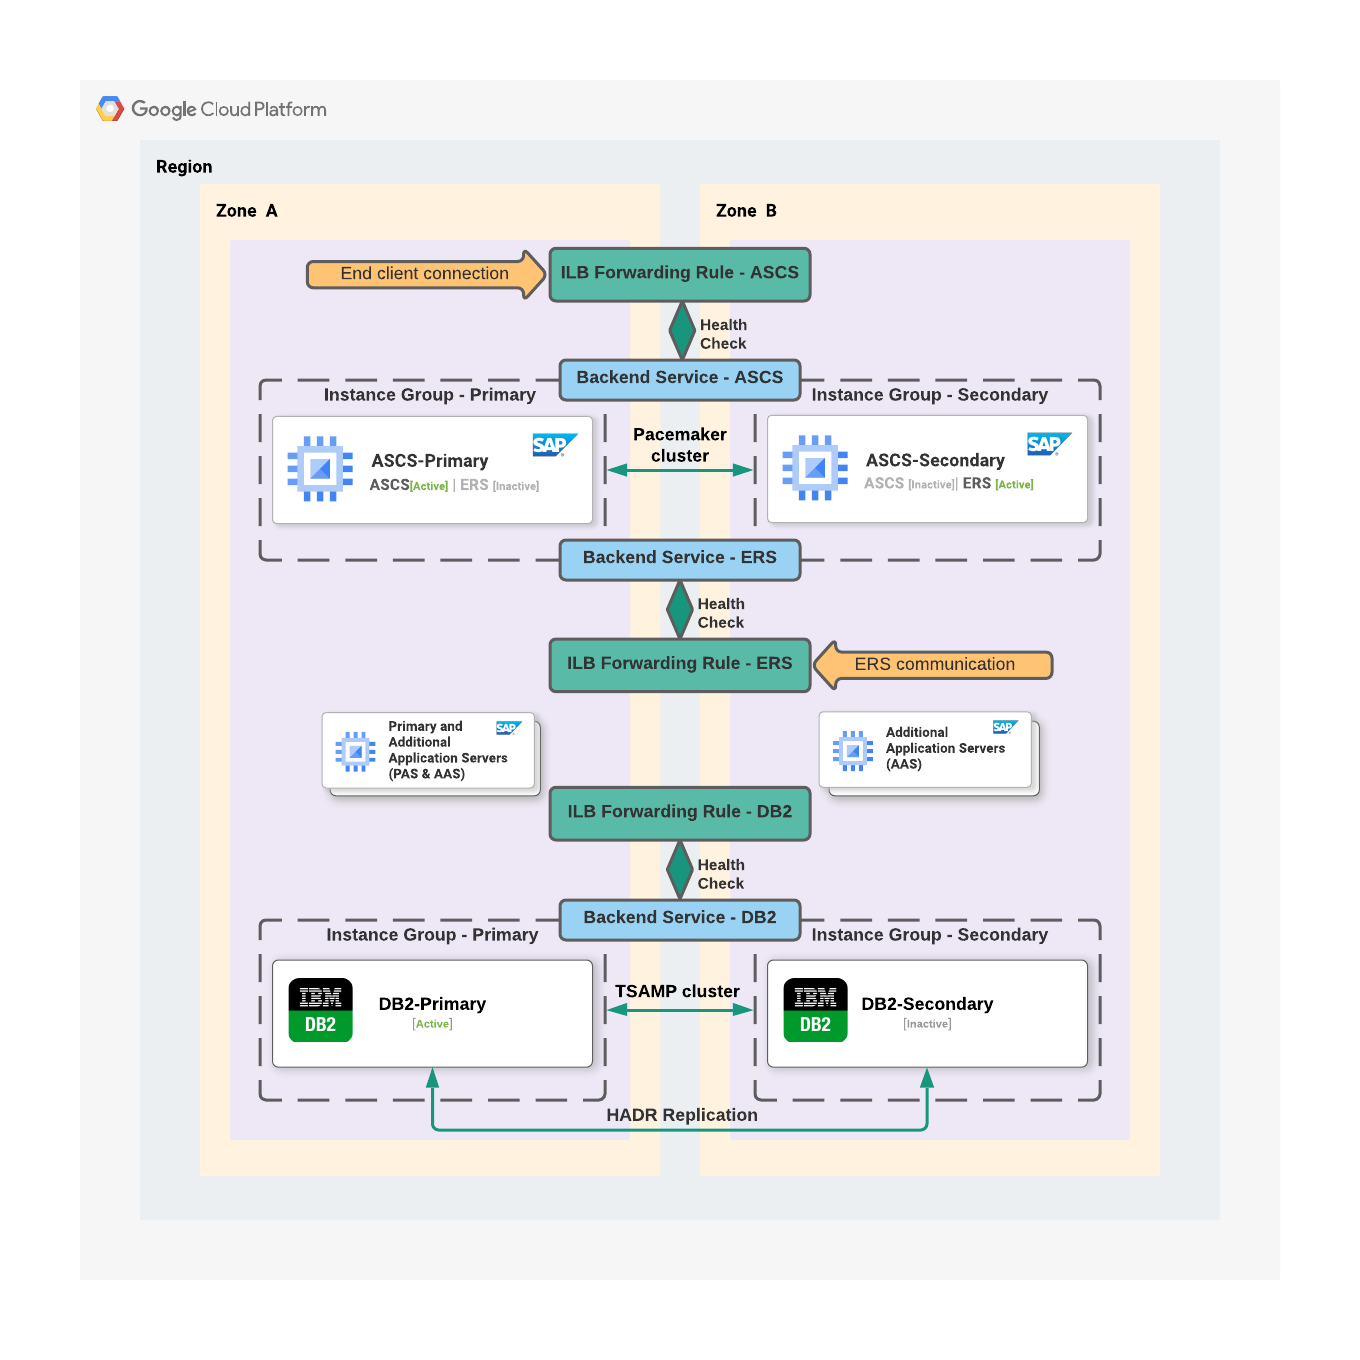 Google Cloud Platform
Region
Zone A
Zone B
End client connection
ILB Forwarding Rule - ASCS
Health
Check
Backend Service - ASCS
Instance Group - Primary
Instance Group - Secondary
SAP
ASCS-Primary
ASCS[Active] | ERS [Inactive]
Pacemaker
cluster
SAP
ASCS-Secondary
ASCS [Inactive]| ERS [Active]
Backend Service - ERS
Health
Check
ILB Forwarding Rule - ERS
ERS communication
Primary and
Additional
Application Servers
(PAS & AAS)
SAP
Additional
Application Servers
(AAS)
SAP
ILB Forwarding Rule - DB2
Health
Check
Backend Service - DB2
Instance Group - Primary
Instance Group - Secondary
IBM
DB2
DB2-Primary
[Active]
TSAMP cluster
IBM
DB2
DB2-Secondary
[Inactive]
HADR Replication